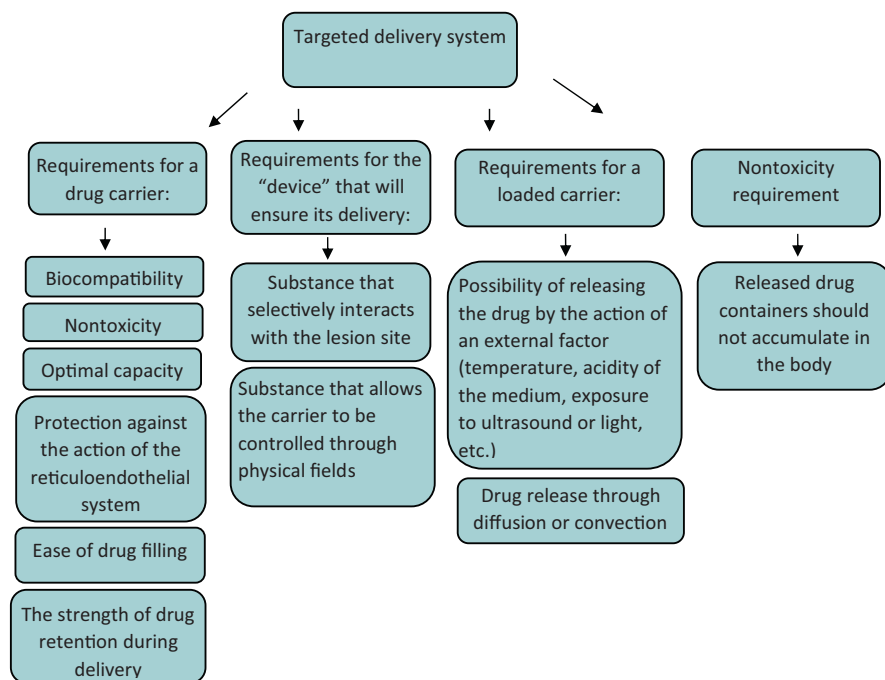 Targeted delivery system
Requirements for a
drug carrier:
Biocompatibility
Nontoxicity
Optimal capacity
Protection against
the action of the
reticuloendothelial
system
Ease of drug filling
The strength of drug
retention during
delivery
Requirements for the
“device” that will
ensure its delivery:
Substance that
selectively interacts
with the lesion site
Substance that allows
the carrier to be
controlled through
physical fields
Requirements for a
loaded carrier:
Possibility of releasing
the drug by the action of
an external factor
(temperature, acidity of
the medium, exposure
to ultrasound or light,
etc.)
Drug release through
diffusion or convection
Nontoxicity
requirement
Released drug
containers should
not accumulate in
the body